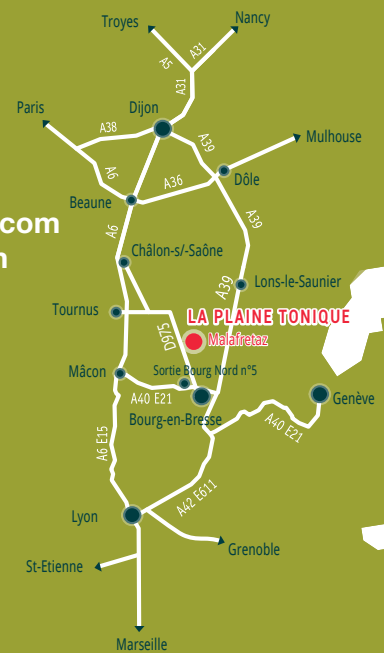 Troyes
Nancy
A5
A31
A31
Paris
Dijon
A38
A39
Mulhouse
A6
A36
Dôle
Beaune
.com
A6
A39
Châlon-s/-Saône
A39
Lons-le-Saunier
Tournus
LA PLAINE TONIQUE
D975
Malafretaz
Mâcon
Sortie Bourg Nord n°5
A40 E21
Genève
Bourg-en-Bresse
A40 E21
A6 E15
A42 E611
Lyon
Grenoble
St-Etienne
Marseille